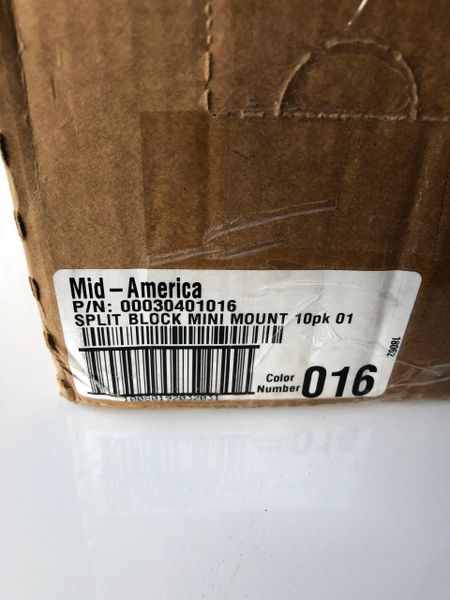 Mid-America
P/N: 00030401016
SPLIT BLOCK MINI MOUNT 10pk 01
Color
Number 016